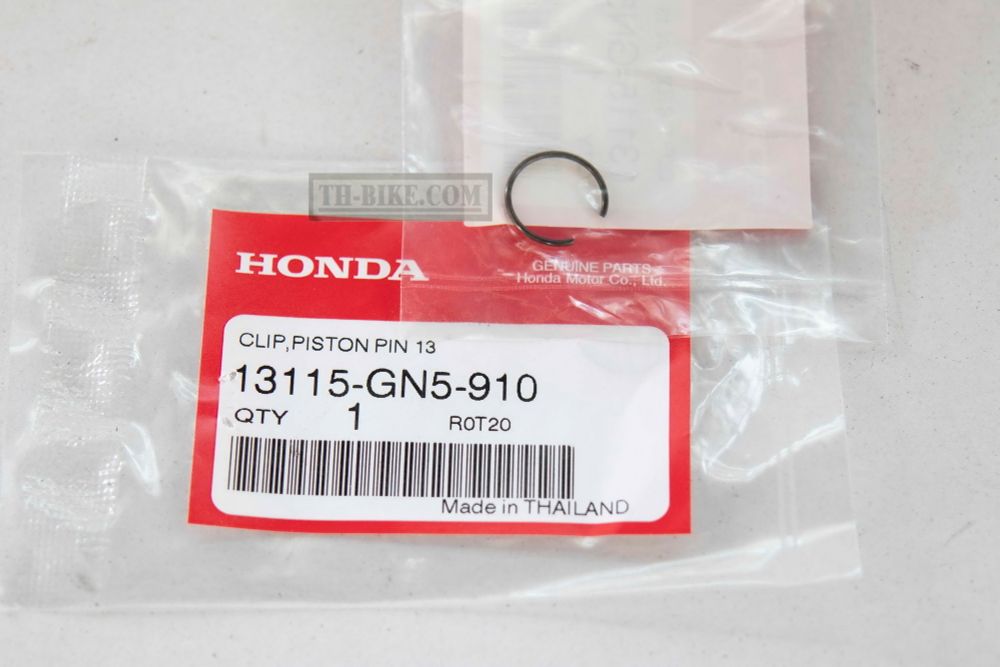 TH-BIKE.COM
HONDA
GENUINE PARTS
Honda Motor Co., Ltd.
CLIP,PISTON PIN 13
13115-GN5-910
QTY 1 R0T20
Made in THAILAND